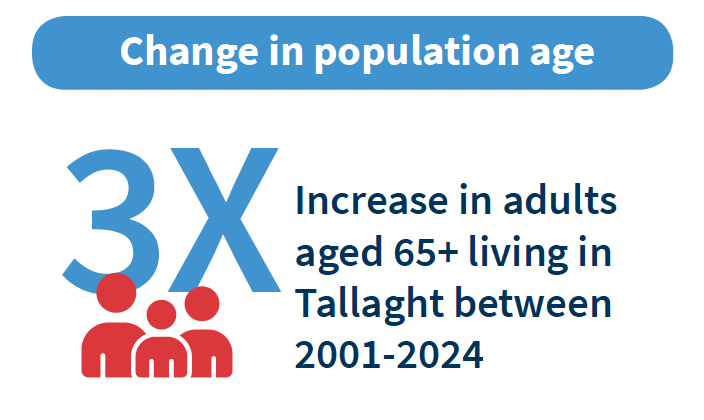 Change in population age
3X
Increase in adults
aged 65+ living in
Tallaght between
2001-2024